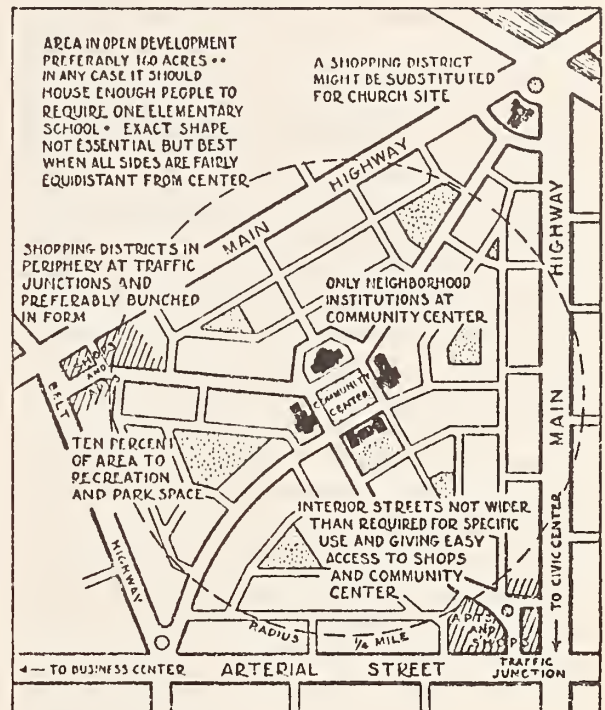 AREA IN OPEN DEVELOPMENT
PREFERABLY 160 ACRES ••
IN ANY CASE IT SHOULD
HOUSE ENOUGH PEOPLE TO
REQUIRE ONE ELEMENTARY
SCHOOL • EXACT SHAPE
NOT ESSENTIAL BUT BEST
WHEN ALL SIDES ARE FAIRLY
EQUIDISTANT FROM CENTER
A SHOPPING DISTRICT
MIGHT BE SUBSTITUTED
FOR CHURCH SITE
MAIN HIGHWAY
HIGHWAY
MAIN
SHOPPING DISTRICTS IN
PERIPHERY AT TRAFFIC
JUNCTIONS AND
PREFERABLY BUNCHED
IN FORM
ONLY NEIGHBORHOOD
INSTITUTIONS AT
COMMUNITY CENTER
SHOPS
AND
BELT
HIGHWAY
COMMUNITY
CENTER
TEN PERCENT
OF AREA TO
RECREATION
AND PARK SPACE
INTERIOR STREETS NOT WIDER
THAN REQUIRED FOR SPECIFIC
USE AND GIVING EASY
ACCESS TO SHOPS
AND COMMUNITY
CENTER
TO CIVIC CENTER
RADIUS 1/4 MILE
APTS
AND
SHOPS
TRAFFIC
JUNCTION
TO BUSINESS CENTER ARTERIAL STREET